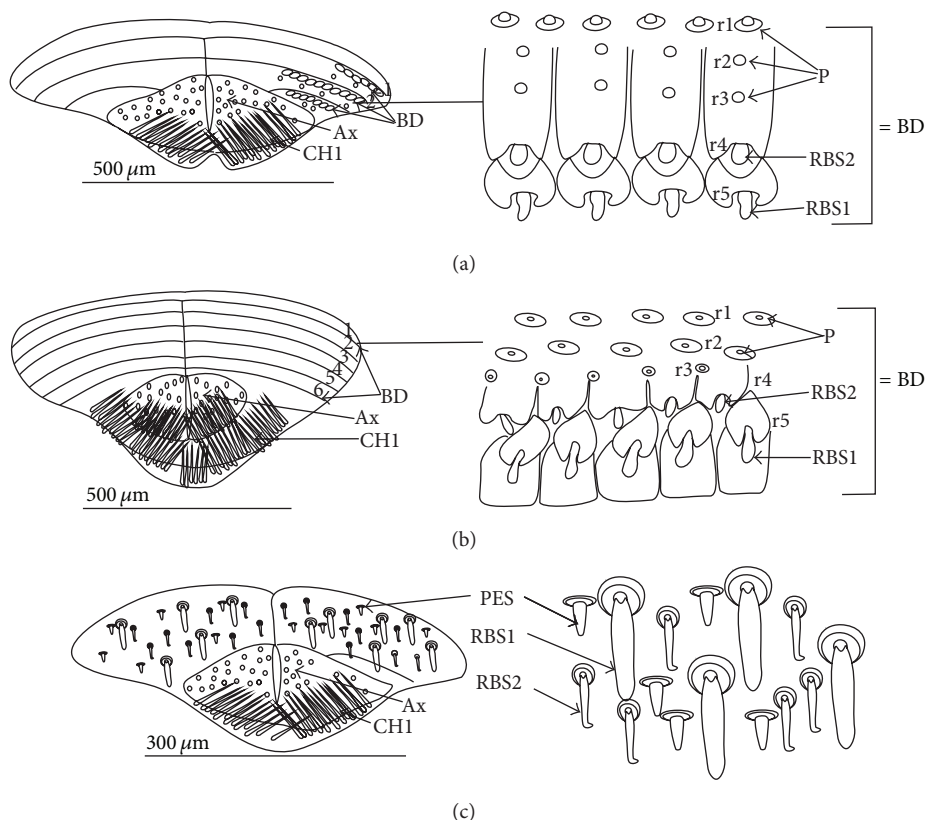 r1
r2
P
r3
= BD
BD
Ax
CH1
r4
RBS2
500 μm
r5
RBS1
(a)
1
2
3
4
5
6
r1
P
r2
r3
r4
= BD
BD
RBS2
Ax
r5
CH1
RBS1
500 μm
(b)
PES
RBS1
RBS2
Ax
CH1
300 μm
(c)